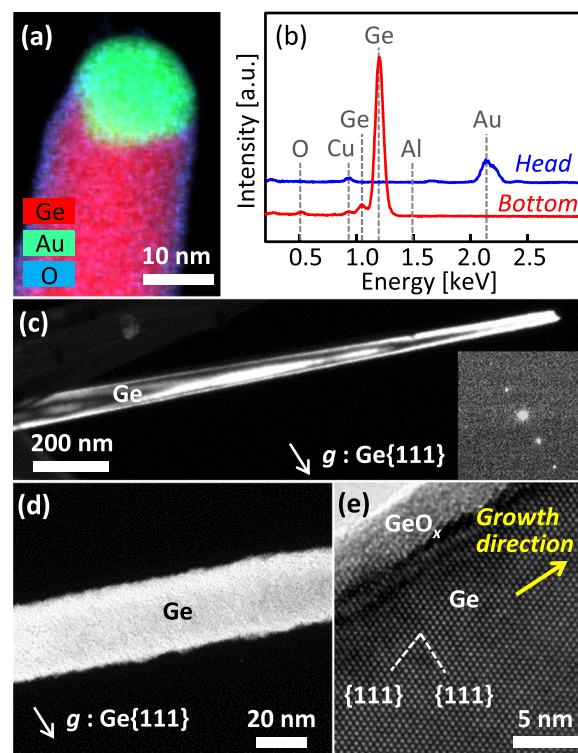 (a)
Ge
Au
O
10 nm
(b)
Ge
O
Cu
Ge
Al
Au
Head
Bottom
Intensity [a.u.]
0.5 1.0 1.5 2.0 2.5
Energy [keV]
(c)
Ge
200 nm
g : Ge{111}
(d)
Ge
g : Ge{111}
20 nm
(e)
GeOₓ
Growth
direction
Ge
{111} {111}
5 nm